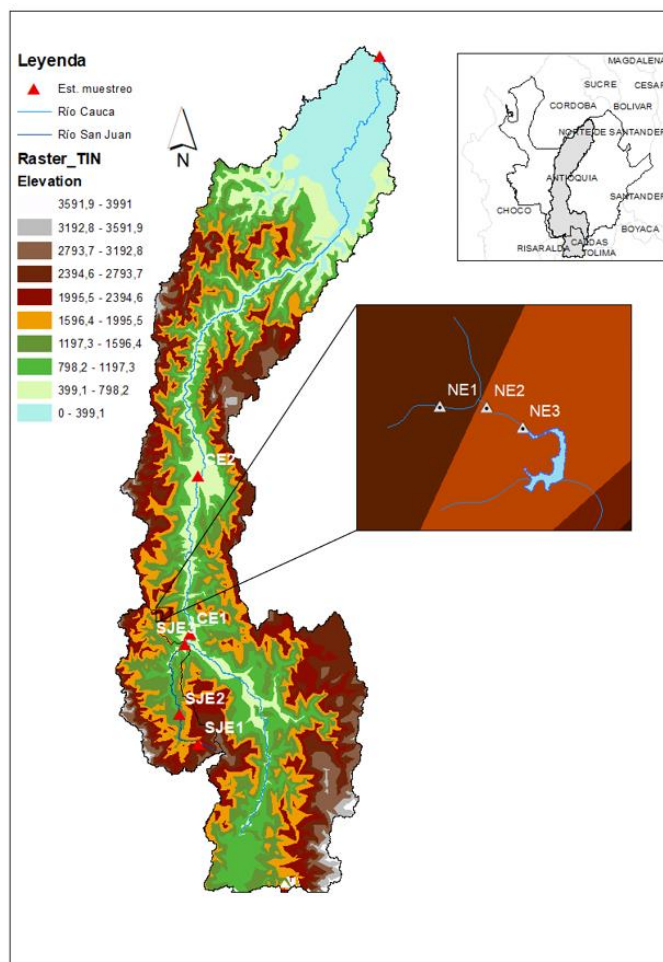 Leyenda
Est. muestreo
Río Cauca
Río San Juan
Raster_TIN
Elevation
3591,9 - 3991
3192,8 - 3591,9
2793,7 - 3192,8
2394,6 - 2793,7
1995,5 - 2394,6
1596,4 - 1995,5
1197,3 - 1596,4
798,2 - 1197,3
399,1 - 798,2
0 - 399,1
N
MAGDALENA
SUCRE
CESAR
CORDOBA
BOLIVAR
NORTE DE SANTANDER
ANTIOQUIA
SANTANDER
CHOCO
BOYACA
RISARALDA
CALDAS
TOLIMA
NE1
NE2
NE3
CE2
CE1
SJE3
SJE2
SJE1